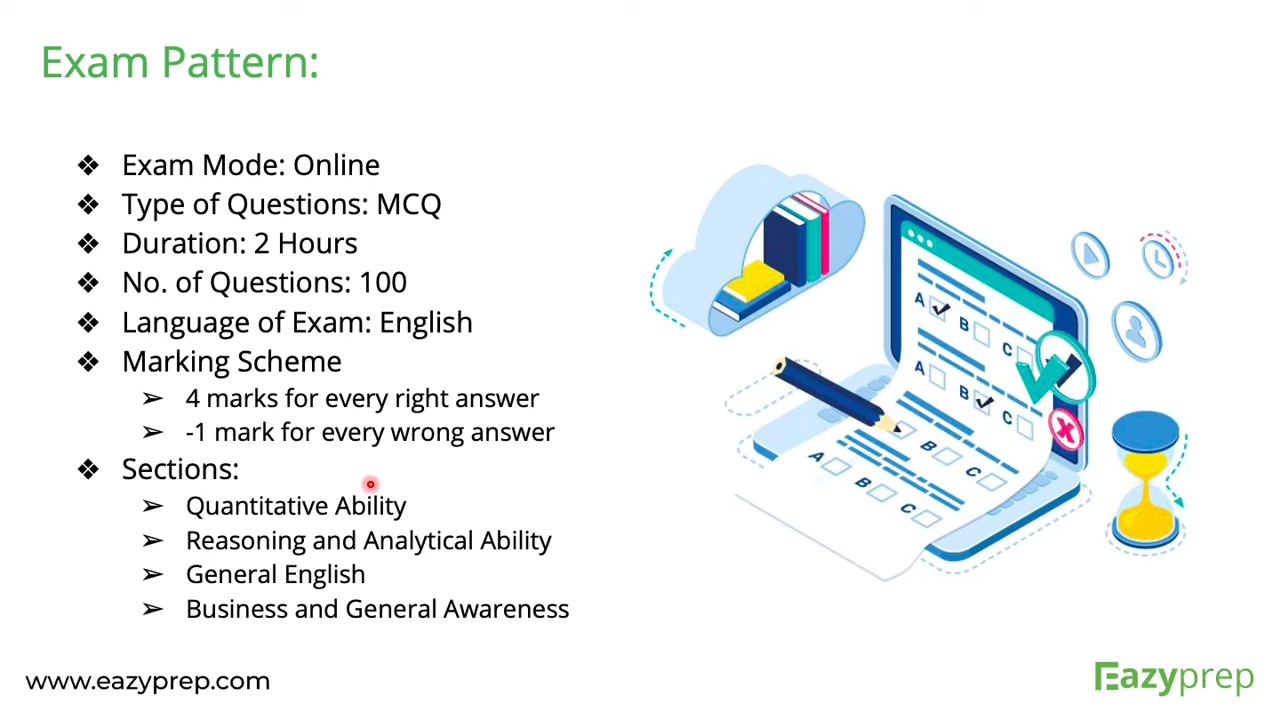 Exam Pattern:
❖ Exam Mode: Online
❖ Type of Questions: MCQ
❖ Duration: 2 Hours
❖ No. of Questions: 100
❖ Language of Exam: English
❖ Marking Scheme
➢ 4 marks for every right answer
➢ -1 mark for every wrong answer
❖ Sections:
➢ Quantitative Ability
➢ Reasoning and Analytical Ability
➢ General English
➢ Business and General Awareness
A B C
A B C
A B C
B C
www.eazyprep.com
Eazyprep